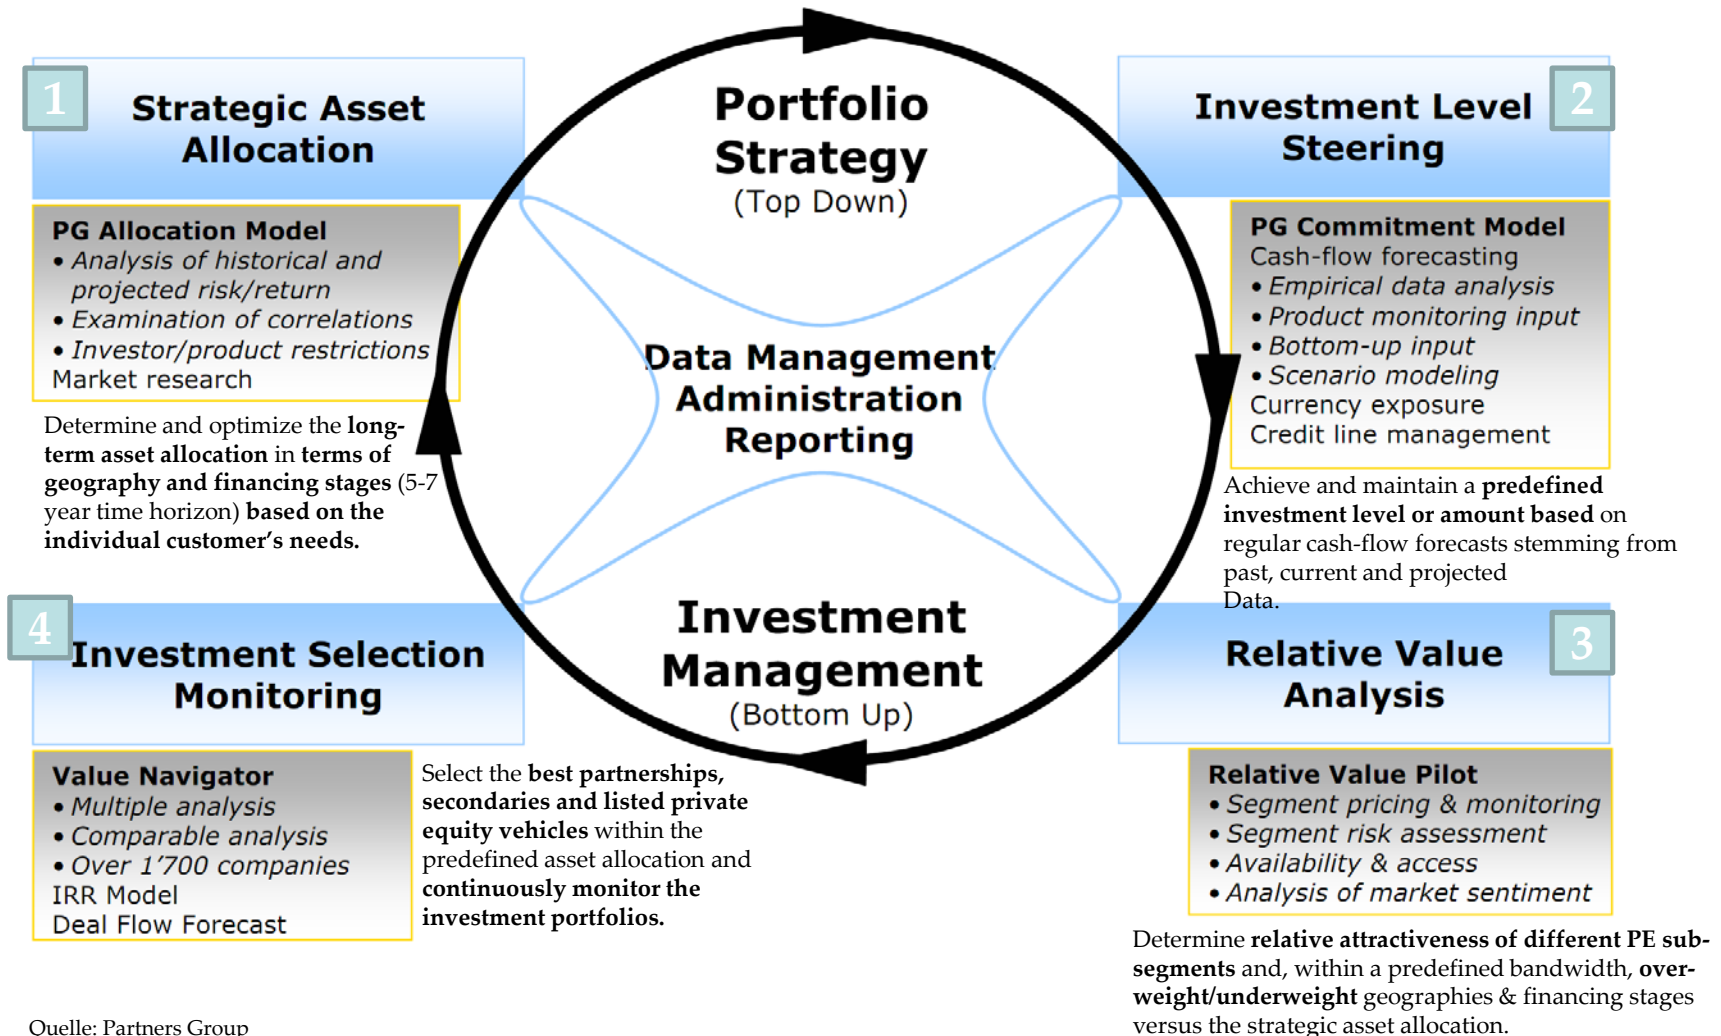 1
Strategic Asset
Allocation
PG Allocation Model
• Analysis of historical and
projected risk/return
• Examination of correlations
• Investor/product restrictions
Market research
Determine and optimize the long-
term asset allocation in terms of
geography and financing stages (5-7
year time horizon) based on the
individual customer's needs.
Portfolio
Strategy
(Top Down)
Data Management
Administration
Reporting
Investment
Management
(Bottom Up)
2
Investment Level
Steering
PG Commitment Model
Cash-flow forecasting
• Empirical data analysis
• Product monitoring input
• Bottom-up input
• Scenario modeling
Currency exposure
Credit line management
Achieve and maintain a predefined
investment level or amount based on
regular cash-flow forecasts stemming from
past, current and projected
Data.
3
Relative Value
Analysis
Relative Value Pilot
• Segment pricing & monitoring
• Segment risk assessment
• Availability & access
• Analysis of market sentiment
Determine relative attractiveness of different PE sub-
segments and, within a predefined bandwidth, over-
weight/underweight geographies & financing stages
versus the strategic asset allocation.
4
Investment Selection
Monitoring
Value Navigator
• Multiple analysis
• Comparable analysis
• Over 1'700 companies
IRR Model
Deal Flow Forecast
Select the best partnerships,
secondaries and listed private
equity vehicles within the
predefined asset allocation and
continuously monitor the
investment portfolios.
Quelle: Partners Group